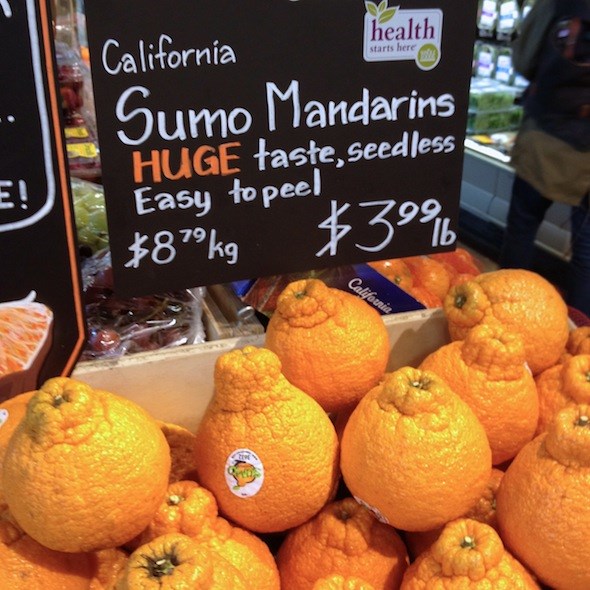 health
starts here
California
Sumo Mandarins
HUGE taste, seedless
Easy to peel
$8 79/kg
$3 99 lb
E!
California